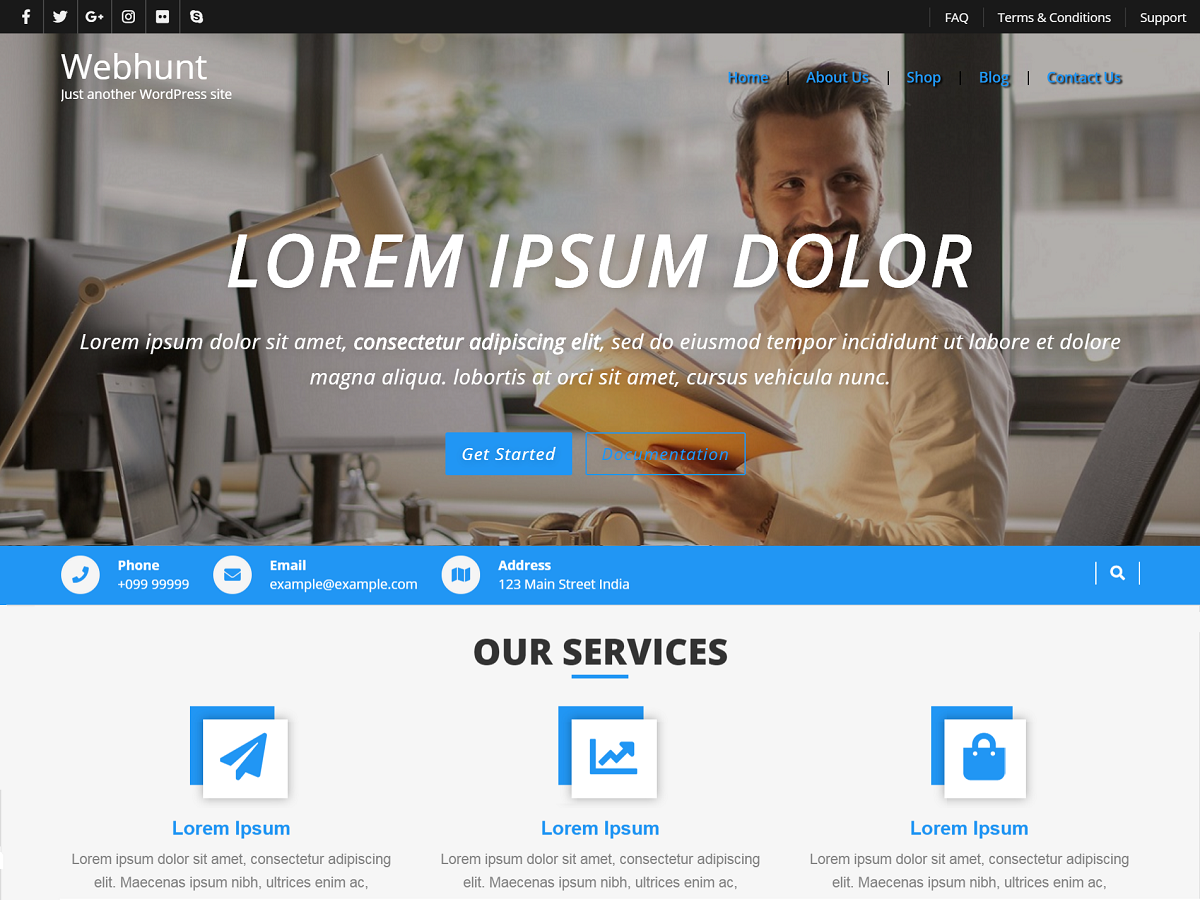 FAQ
Terms & Conditions
Support
Webhunt
Just another WordPress site
Home
About Us
Shop
Blog
Contact Us
LOREM IPSUM DOLOR
Lorem ipsum dolor sit amet, consectetur adipiscing elit, sed do eiusmod tempor incididunt ut labore et dolore
magna aliqua. lobortis at orci sit amet, cursus vehicula nunc.
Get Started
Documentation
Phone
+099 99999
Email
example@example.com
Address
123 Main Street India
OUR SERVICES
Lorem Ipsum
Lorem ipsum dolor sit amet, consectetur adipiscing
elit. Maecenas ipsum nibh, ultrices enim ac,
Lorem Ipsum
Lorem ipsum dolor sit amet, consectetur adipiscing
elit. Maecenas ipsum nibh, ultrices enim ac,
Lorem Ipsum
Lorem ipsum dolor sit amet, consectetur adipiscing
elit. Maecenas ipsum nibh, ultrices enim ac,